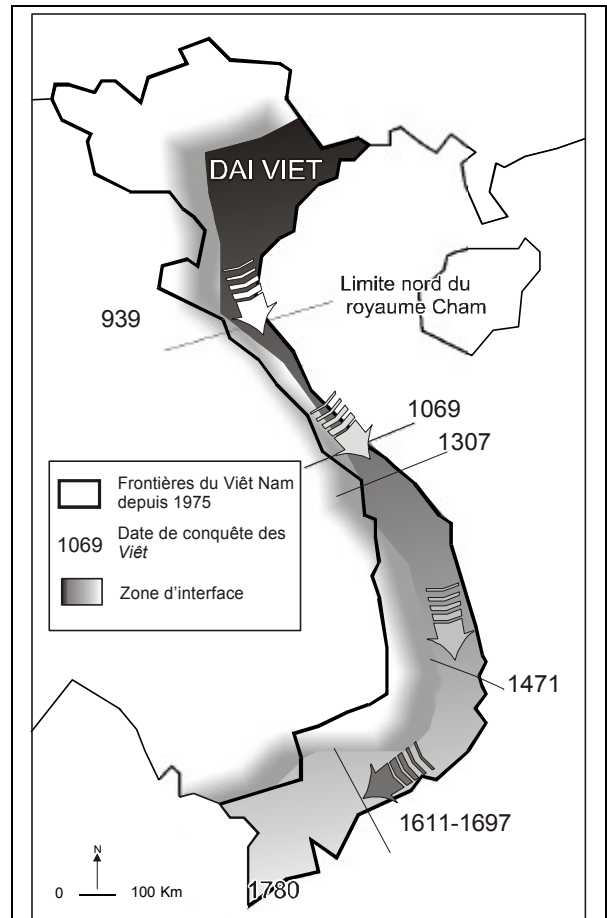 DAI VIET
Limite nord du
royaume Cham
939
1069
1307
Frontières du Viêt Nam
depuis 1975
1069
Date de conquête des
Viêt
Zone d'interface
1471
1611-1697
N
0
100 Km
1780